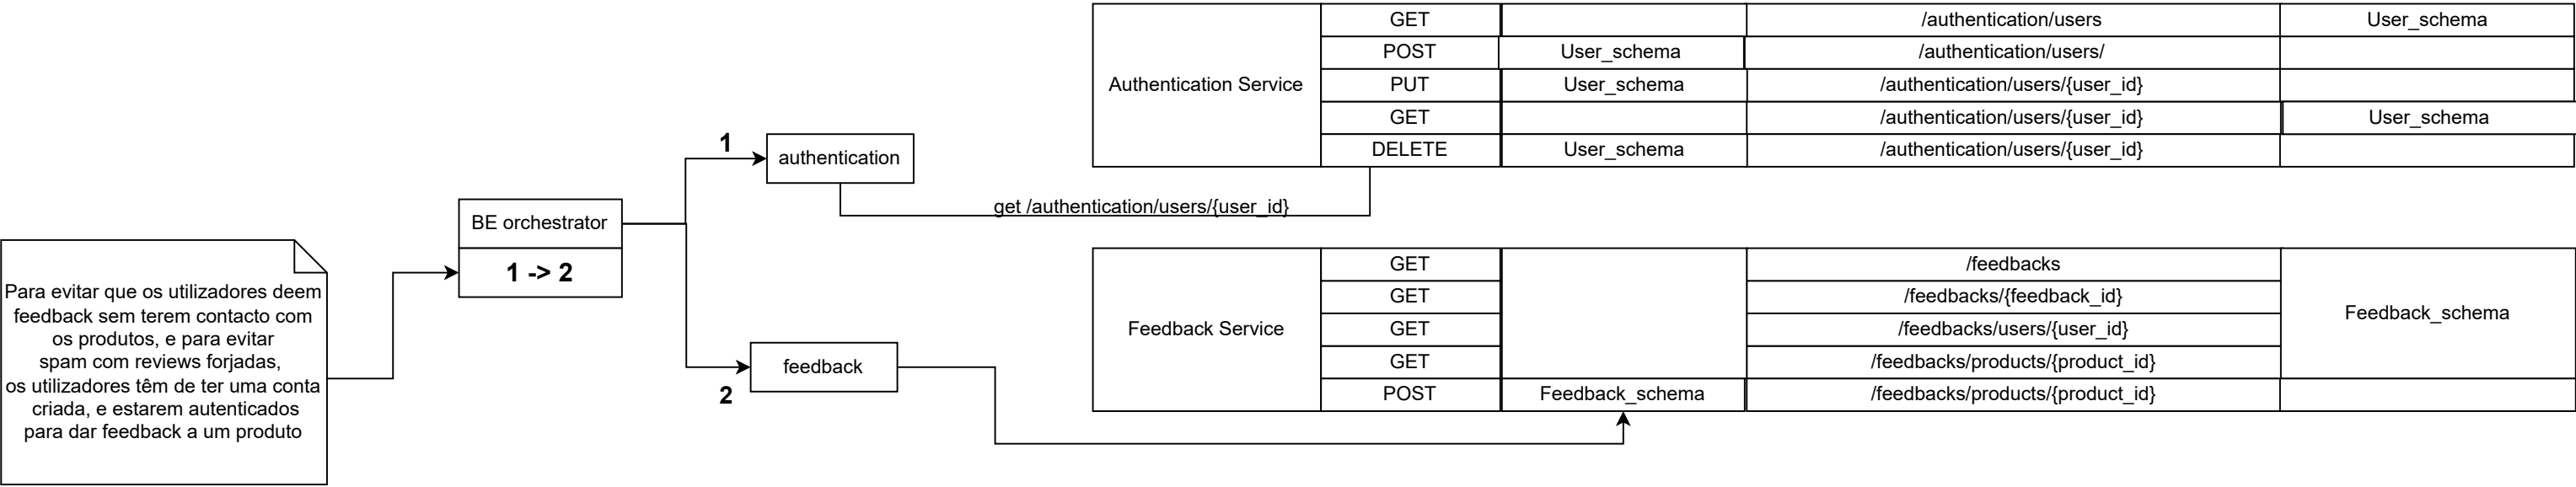 GET /authentication/users User_schema
POST User_schema /authentication/users/
Authentication Service PUT User_schema /authentication/users/{user_id}
GET /authentication/users/{user_id} User_schema
DELETE User_schema /authentication/users/{user_id}
1
authentication
get /authentication/users/{user_id}
BE orchestrator
1 -> 2
Para evitar que os utilizadores deem
feedback sem terem contacto com
os produtos, e para evitar
spam com reviews forjadas,
os utilizadores têm de ter uma conta
criada, e estarem autenticados
para dar feedback a um produto
feedback
2
GET /feedbacks
GET /feedbacks/{feedback_id}
Feedback_schema
Feedback Service GET /feedbacks/users/{user_id}
GET /feedbacks/products/{product_id}
POST Feedback_schema /feedbacks/products/{product_id}